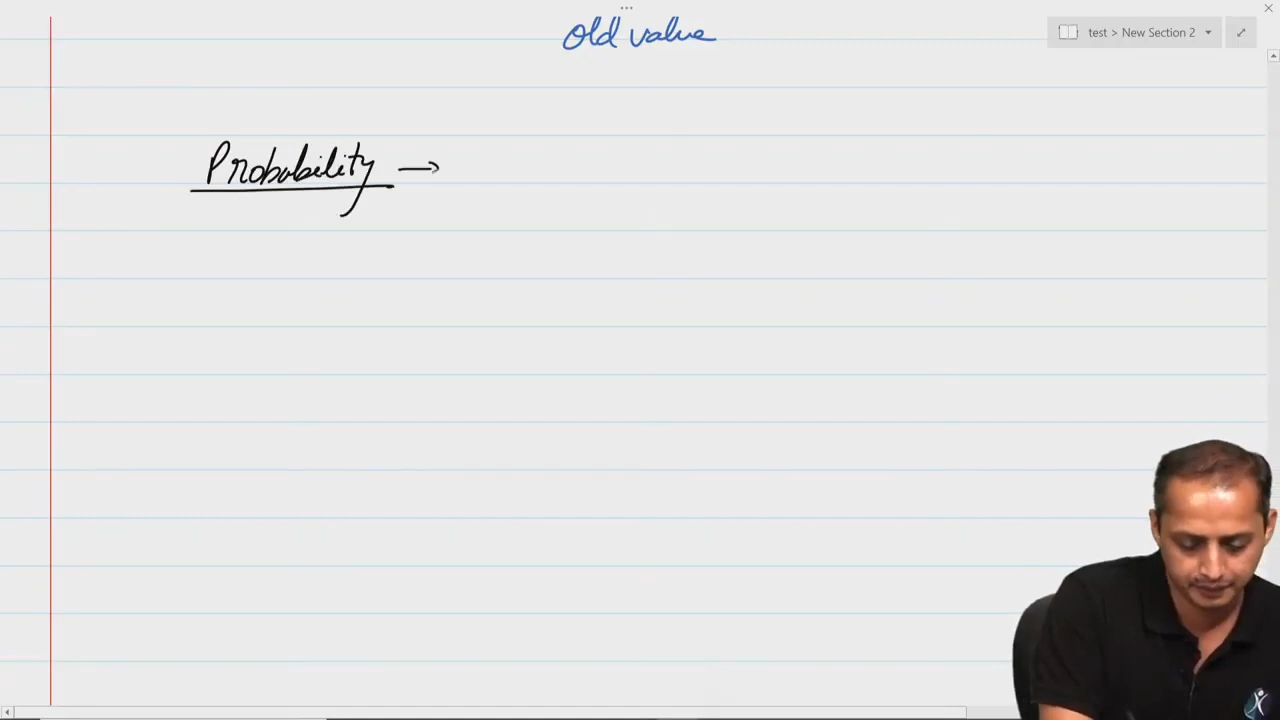 old value
test > New Section 2
Probability →